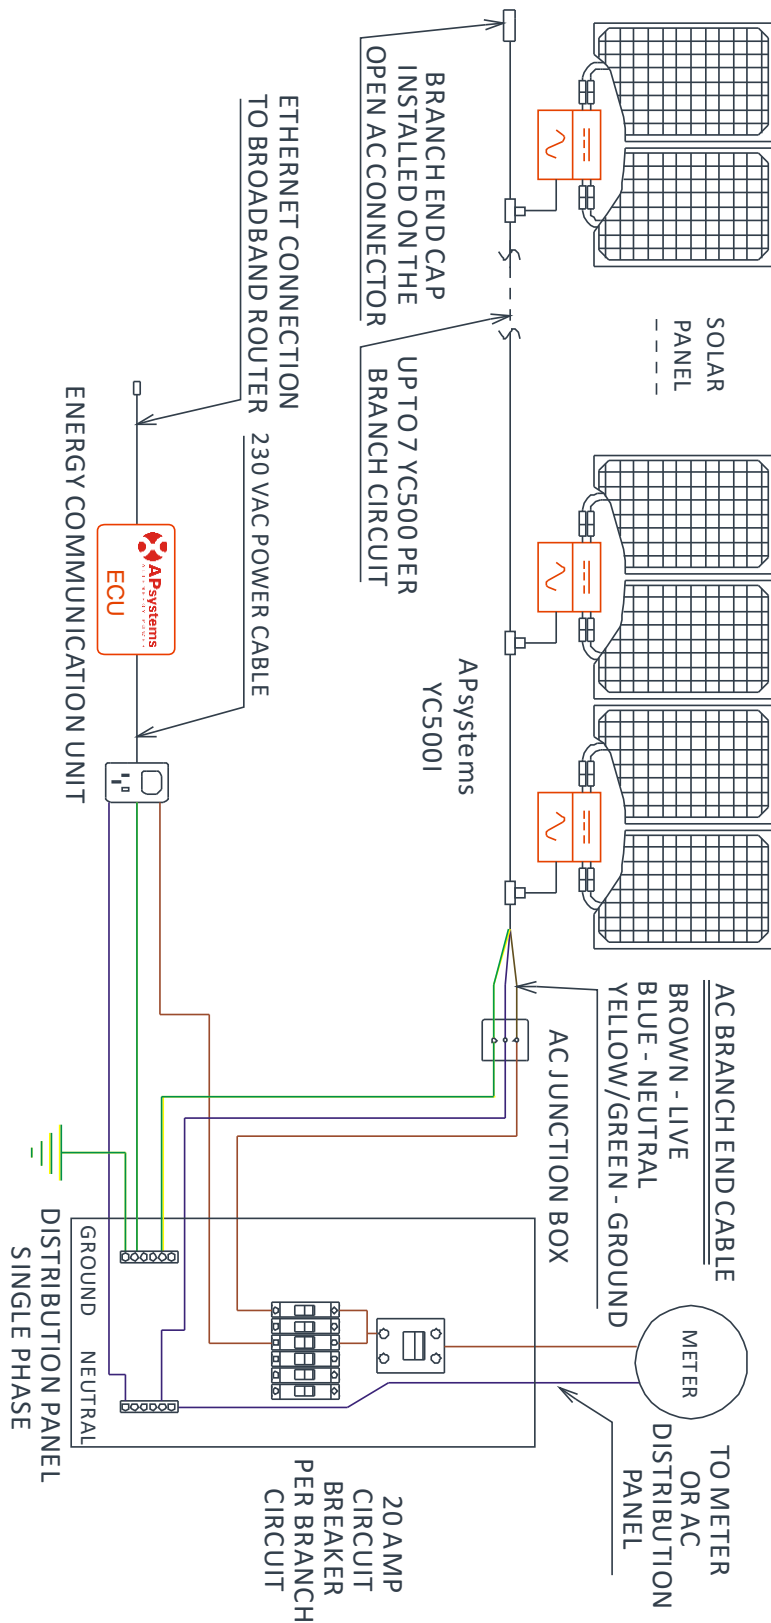 SOLAR
PANEL
BRANCH END CAP
INSTALLED ON THE
OPEN AC CONNECTOR
UP TO 7 YC500 PER
BRANCH CIRCUIT
APsystems
YC500I
AC BRANCH END CABLE
BROWN - LIVE
BLUE - NEUTRAL
YELLOW/GREEN - GROUND
AC JUNCTION BOX
METER
TO METER
OR AC
DISTRIBUTION
PANEL
ETHERNET CONNECTION
TO BROADBAND ROUTER
230 VAC POWER CABLE
APsystems
ECU
ENERGY COMMUNICATION UNIT
GROUND
NEUTRAL
DISTRIBUTION PANEL
SINGLE PHASE
20 AMP
CIRCUIT
BREAKER
PER BRANCH
CIRCUIT